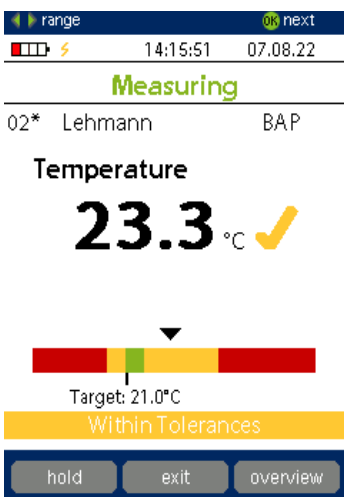 range OK next
14:15:51 07.08.22
Measuring
02* Lehmann BAP
Temperature
23.3 °C
Target: 21.0°C
Within Tolerances
hold exit overview